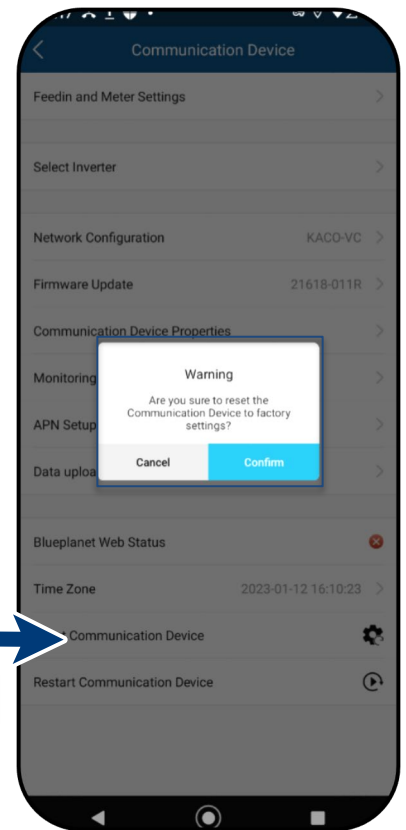 Communication Device
Feedin and Meter Settings
Select Inverter
Network Configuration KACO-VC
Firmware Update 21618-011R
Communication Device Properties
Monitoring
Warning
Are you sure to reset the
Communication Device to factory
settings?
Cancel Confirm
APN Setup
Data uploa
Blueplanet Web Status
Time Zone 2023-01-12 16:10:23
Communication Device
Restart Communication Device